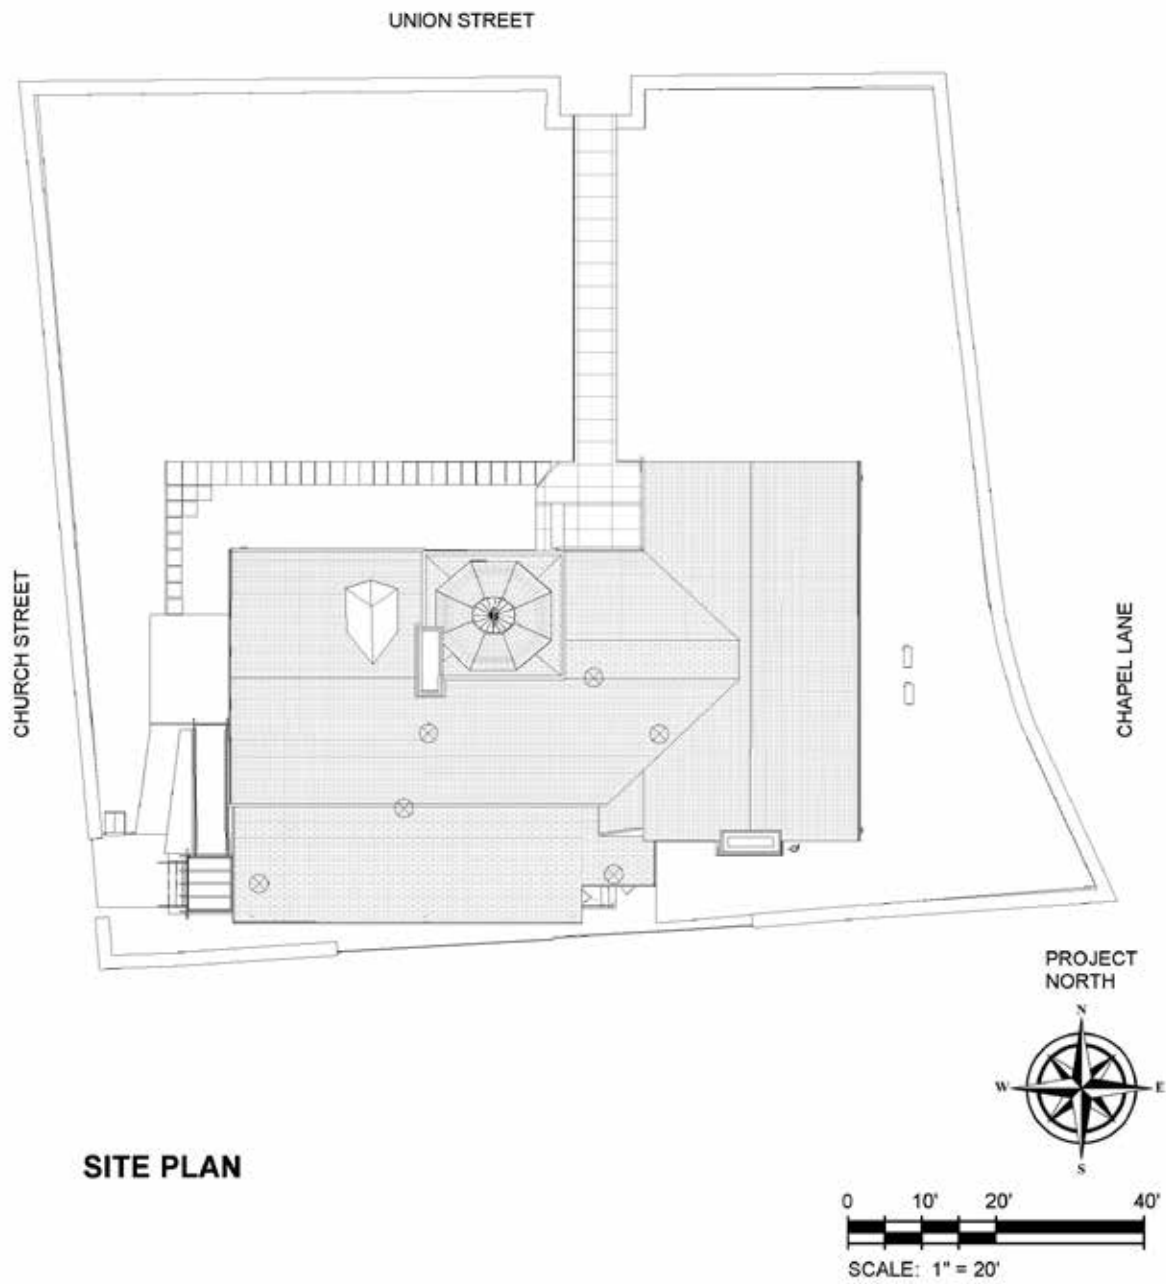 UNION STREET
CHURCH STREET
CHAPEL LANE
PROJECT
NORTH
N
W E
S
SITE PLAN
0 10' 20' 40'
SCALE: 1" = 20'